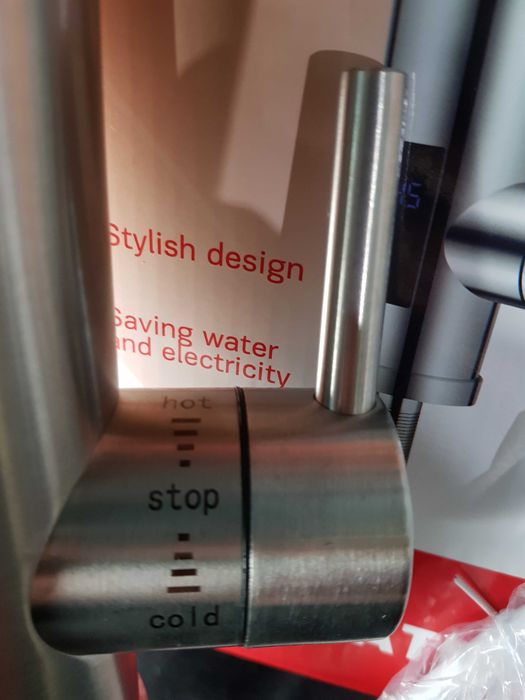 Stylish design
Saving water
and electricity
hot
stop
cold